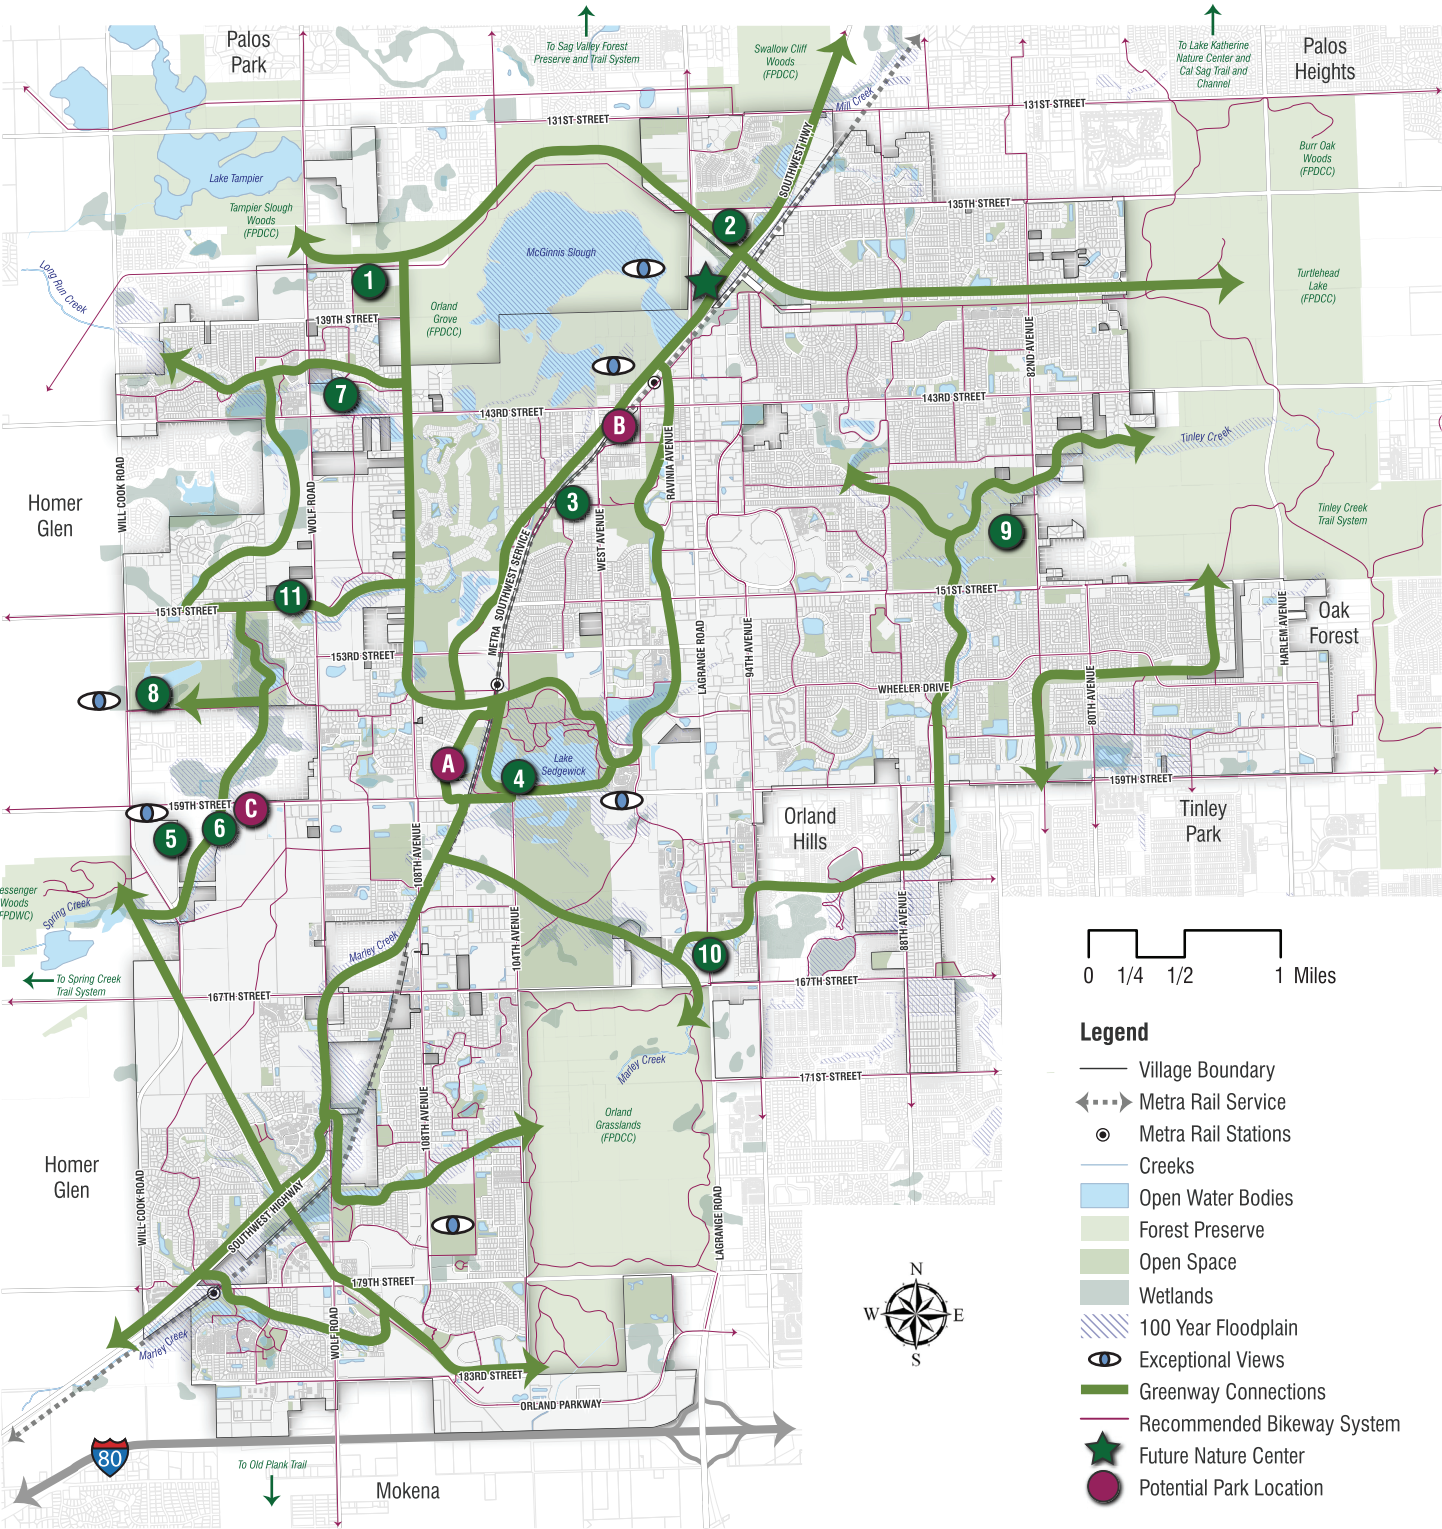 Palos
Park
To Sag Valley Forest
Preserve and Trail System
Swallow Cliff
Woods
(FPDCC)
To Lake Katherine
Nature Center and
Cal Sag Trail and
Channel
Palos
Heights
Mill Creek
131ST STREET
131ST STREET
Burr Oak
Woods
(FPDCC)
SOUTHWEST HWY
Lake Tampier
Tampier Slough
Woods
(FPDCC)
135TH STREET
2
McGinnis Slough
Long Run Creek
1
Turtlehead
Lake
(FPDCC)
Orland
Grove
(FPDCC)
139TH STREET
82ND AVENUE
7
143RD STREET
143RD STREET
B
Tinley Creek
RAVINIA AVENUE
WILL COOK ROAD
WOLF ROAD
Homer
Glen
3
Tinley Creek
Trail System
WEST AVENUE
9
METRA SOUTHWEST SERVICE
151ST STREET
11
151ST STREET
HARLEM AVENUE
Oak
Forest
153RD STREET
LAGRANGE ROAD
94TH AVENUE
8
WHEELER DRIVE
80TH AVENUE
A
4
Lake
Sedgewick
159TH STREET
159TH STREET
C
5
6
Orland
Hills
Tinley
Park
108TH AVENUE
essenger
Woods
FPDWC)
Spring Creek
Marley Creek
104TH AVENUE
88TH AVENUE
10
To Spring Creek
Trail System
167TH STREET
167TH STREET
0 1/4 1/2 1 Miles
Legend
Village Boundary
Metra Rail Service
Metra Rail Stations
Creeks
Open Water Bodies
Forest Preserve
Open Space
Wetlands
100 Year Floodplain
Exceptional Views
Greenway Connections
Recommended Bikeway System
Future Nature Center
Potential Park Location
Marley Creek
171ST STREET
108TH AVENUE
Orland
Grasslands
(FPDCC)
Homer
Glen
WILL-COOK ROAD
SOUTHWEST HIGHWAY
LAGRANGE ROAD
179TH STREET
N
W
E
S
WOLF ROAD
Marley Creek
183RD STREET
ORLAND PARKWAY
80
To Old Plank Trail
Mokena